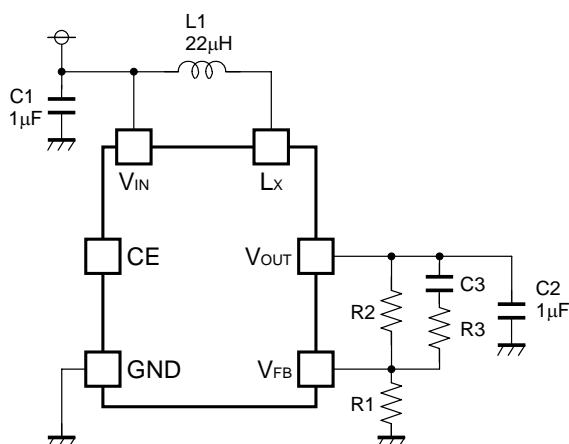 L1
22μH
C1
1μF
VIN
LX
CE
VOUT
C3
C2
1μF
R2
R3
GND
VFB
R1